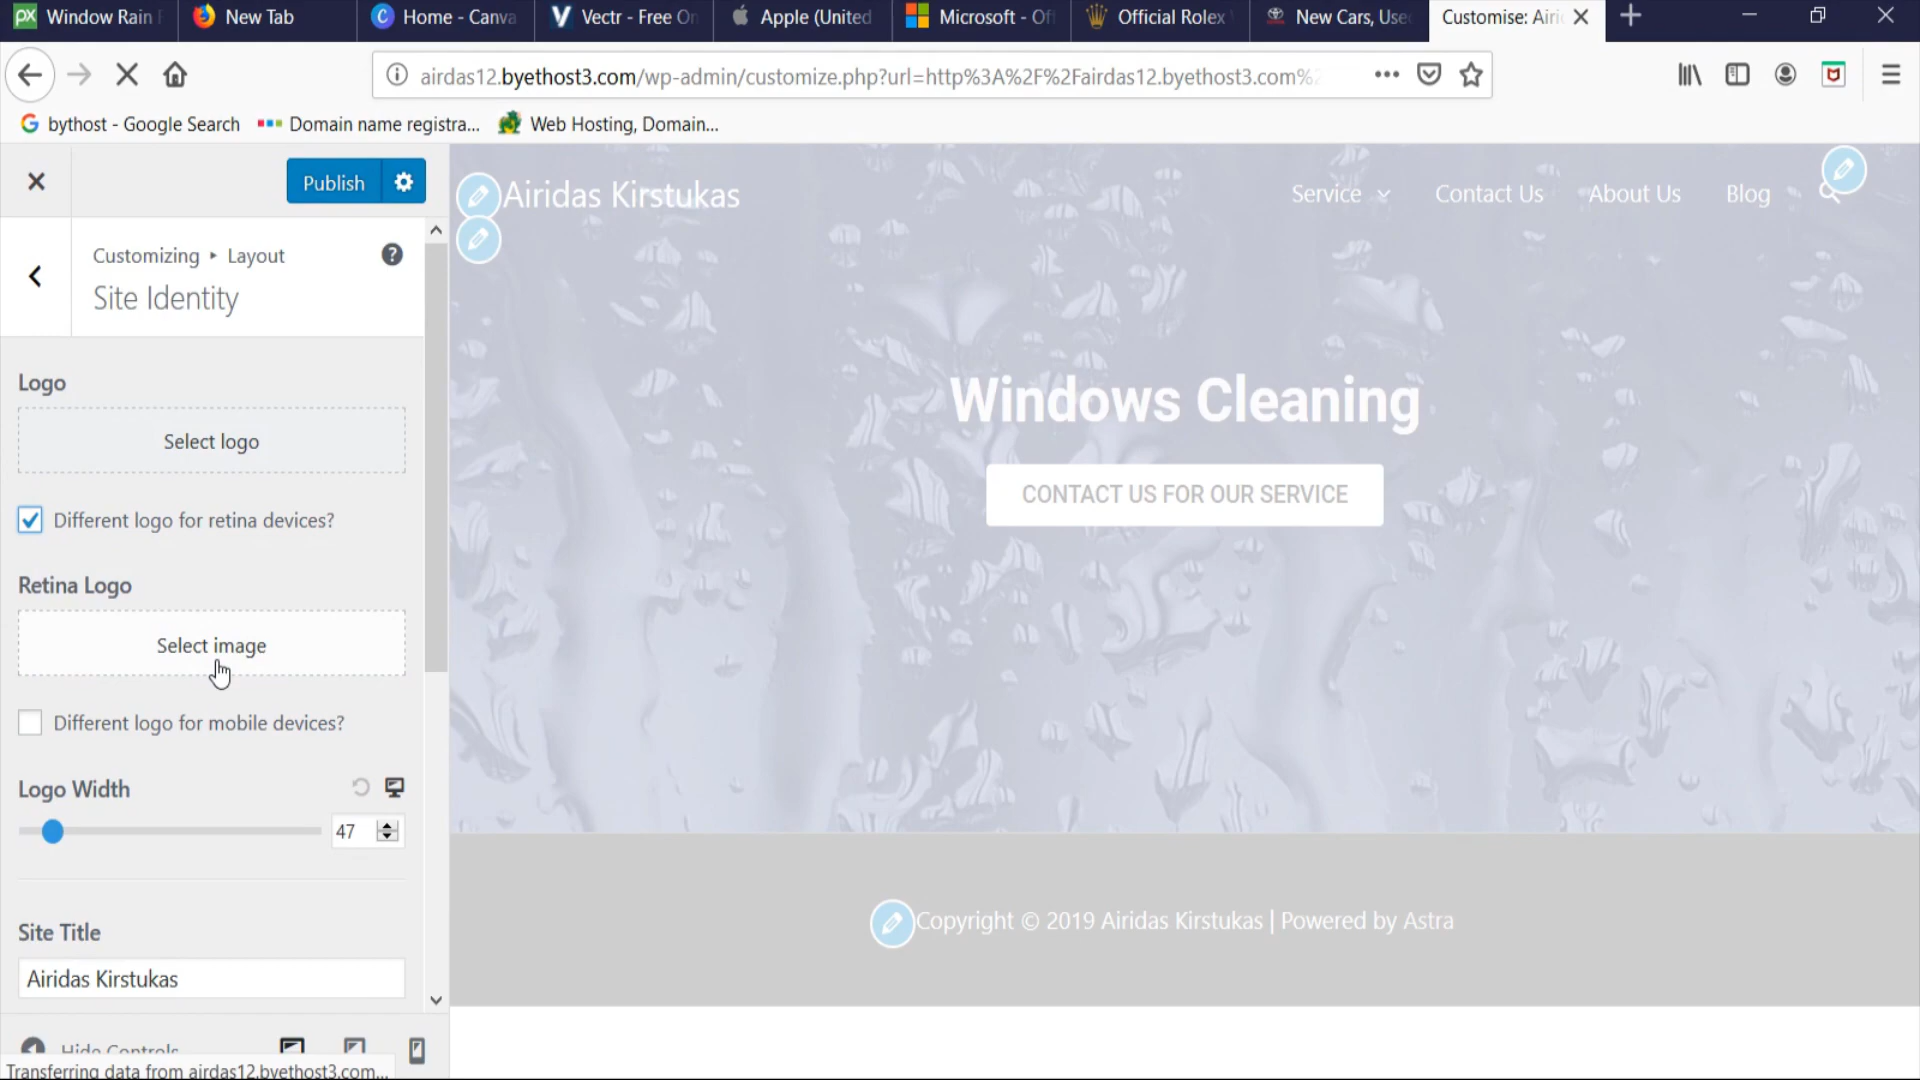 Window Rain
New Tab
Home - Canva
Vectr - Free On
Apple (United
Microsoft - Of
Official Rolex
New Cars, Use
Customise: Airi
airdas12.byethost3.com/wp-admin/customize.php?url=http%3A%2F%2Fairdas12.byethost3.com%2
bythost - Google Search
Domain name registra...
Web Hosting, Domain...
Publish
Customizing ▸ Layout
Site Identity
Logo
Select logo
Different logo for retina devices?
Retina Logo
Select image
Different logo for mobile devices?
Logo Width
47
Site Title
Airidas Kirstukas
Hide Controls
Transferring data from airdas12.byethost3.com...
Airidas Kirstukas
Service
Contact Us
About Us
Blog
Windows Cleaning
CONTACT US FOR OUR SERVICE
Copyright © 2019 Airidas Kirstukas | Powered by Astra